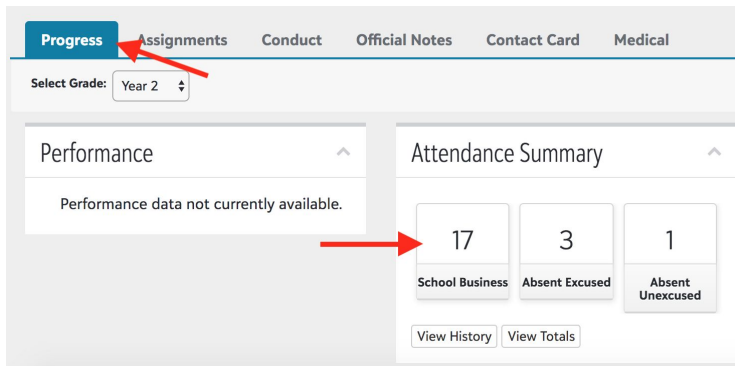 Progress Assignments Conduct Official Notes Contact Card Medical
Select Grade: Year 2
Performance
Performance data not currently available.
Attendance Summary
17 3 1
School Business Absent Excused Absent
Unexcused
View History View Totals